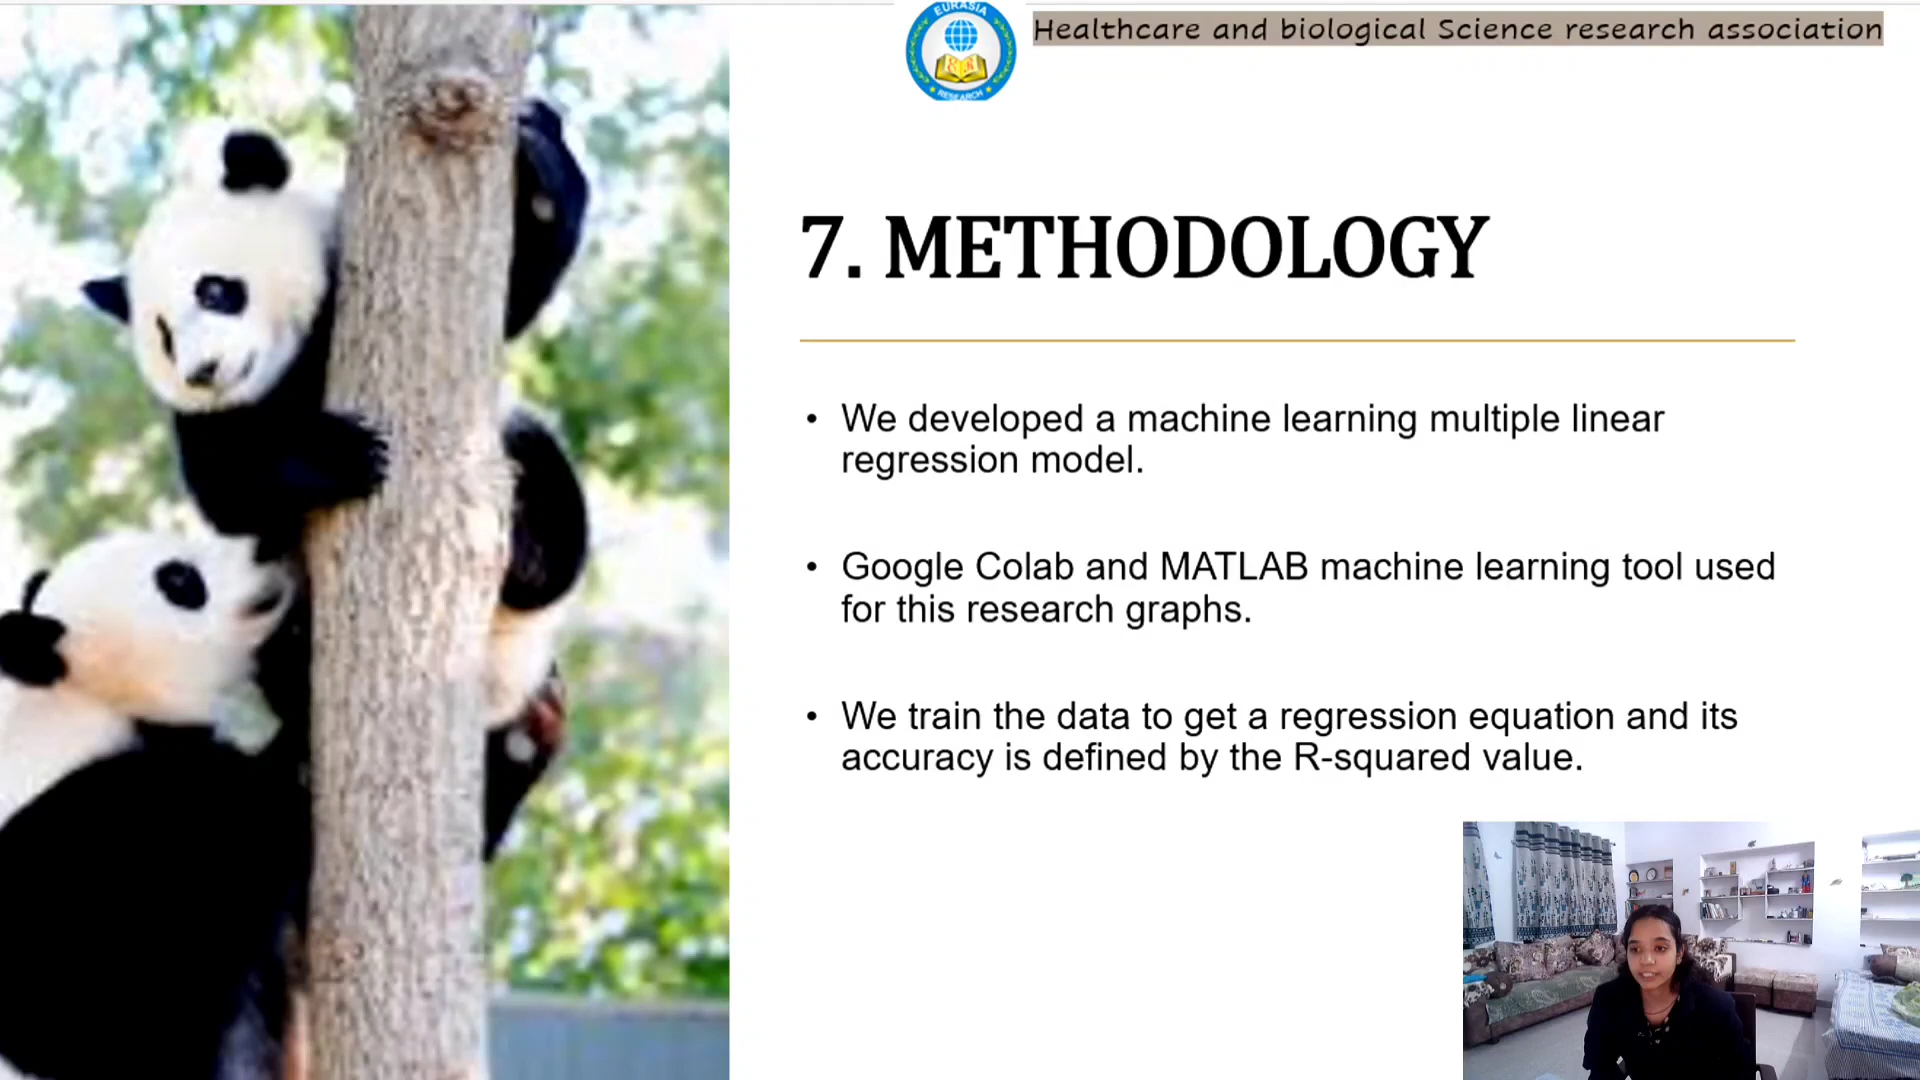 EURASIA
RESEARCH
Healthcare and biological Science research association
7. METHODOLOGY
• We developed a machine learning multiple linear
regression model.
• Google Colab and MATLAB machine learning tool used
for this research graphs.
• We train the data to get a regression equation and its
accuracy is defined by the R-squared value.